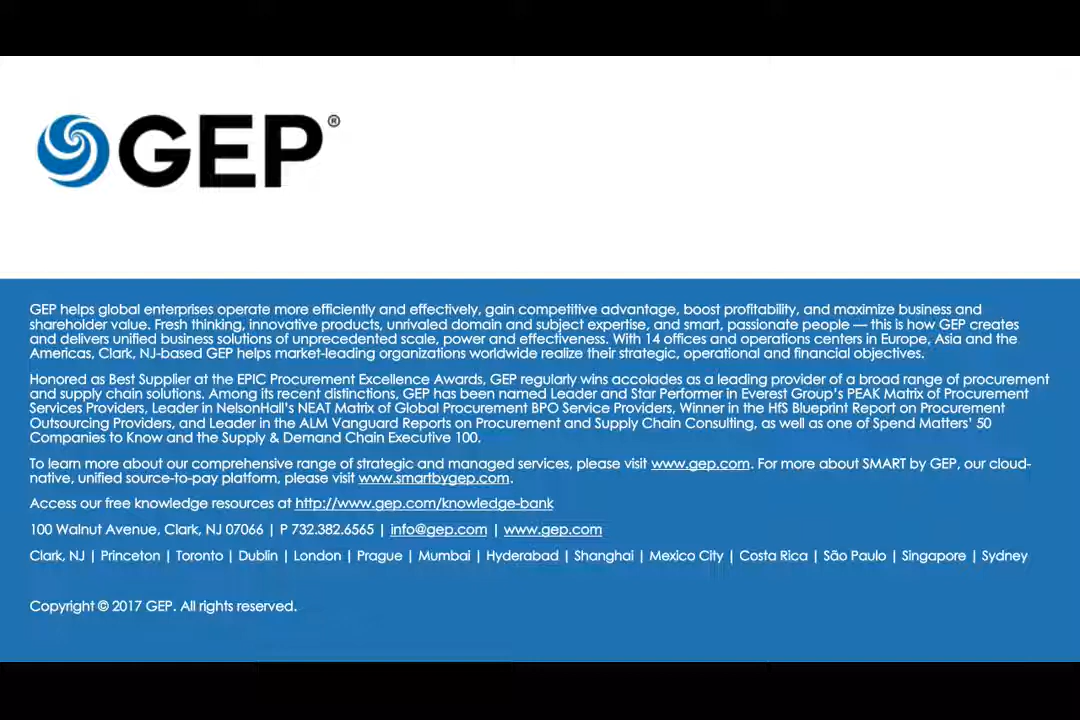 GEP®
GEP helps global enterprises operate more efficiently and effectively, gain competitive advantage, boost profitability, and maximize business and
shareholder value. Fresh thinking, innovative products, unrivaled domain and subject expertise, and smart, passionate people — this is how GEP creates
and delivers unified business solutions of unprecedented scale, power and effectiveness. With 14 offices and operations centers in Europe, Asia and the
Americas, Clark, NJ-based GEP helps market-leading organizations worldwide realize their strategic, operational and financial objectives.
Honored as Best Supplier at the EPIC Procurement Excellence Awards, GEP regularly wins accolades as a leading provider of a broad range of procurement
and supply chain solutions. Among its recent distinctions, GEP has been named Leader and Star Performer in Everest Group's PEAK Matrix of Procurement
Services Providers, Leader in NelsonHall's NEAT Matrix of Global Procurement BPO Service Providers, Winner in the HfS Blueprint Report on Procurement
Outsourcing Providers, and Leader in the ALM Vanguard Reports on Procurement and Supply Chain Consulting, as well as one of Spend Matters' 50
Companies to Know and the Supply & Demand Chain Executive 100.
To learn more about our comprehensive range of strategic and managed services, please visit www.gep.com. For more about SMART by GEP, our cloud-
native, unified source-to-pay platform, please visit www.smartbygep.com.
Access our free knowledge resources at http://www.gep.com/knowledge-bank
100 Walnut Avenue, Clark, NJ 07066 | P 732.382.6565 | info@gep.com | www.gep.com
Clark, NJ | Princeton | Toronto | Dublin | London | Prague | Mumbai | Hyderabad | Shanghai | Mexico City | Costa Rica | São Paulo | Singapore | Sydney
Copyright © 2017 GEP. All rights reserved.